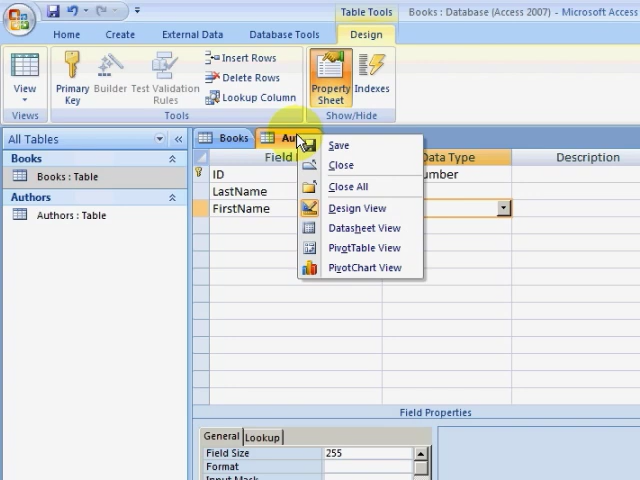 Table Tools
Books : Database (Access 2007) - Microsoft Access
Home
Create
External Data
Database Tools
Design
View
Primary Key
Builder
Test Validation Rules
Insert Rows
Delete Rows
Lookup Column
Property Sheet
Indexes
Views
Tools
Show/Hide
All Tables
Books
Books : Table
Authors
Authors : Table
Books
Data Type
Description
ID
LastName
FirstName
Save
Close
Close All
Design View
Datasheet View
PivotTable View
PivotChart View
Field Properties
General
Lookup
Field Size
255
Format
Input Mask